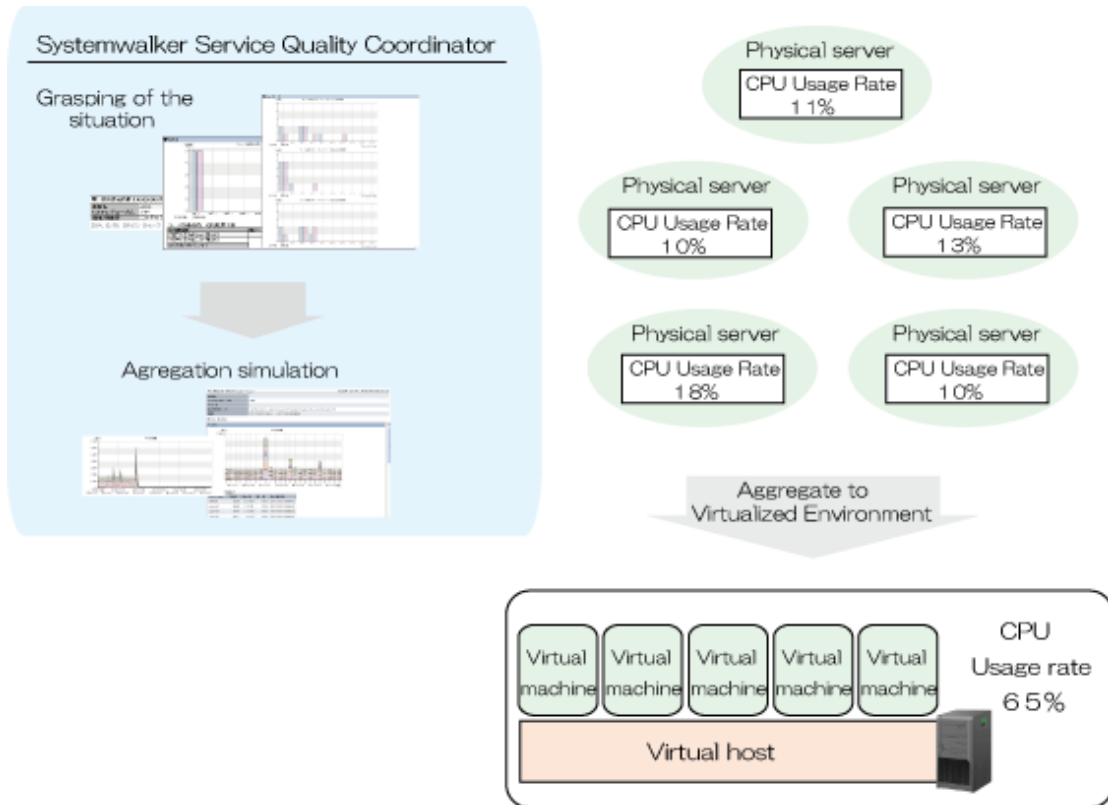 Systemwalker Service Quality Coordinator
Grasping of the
situation
Agregation simulation
Physical server
CPU Usage Rate
11%
Physical server
CPU Usage Rate
10%
Physical server
CPU Usage Rate
13%
Physical server
CPU Usage Rate
18%
Physical server
CPU Usage Rate
10%
Aggregate to
Virtualized Environment
Virtual
machine
Virtual
machine
Virtual
machine
Virtual
machine
Virtual
machine
CPU
Usage rate
65%
Virtual host